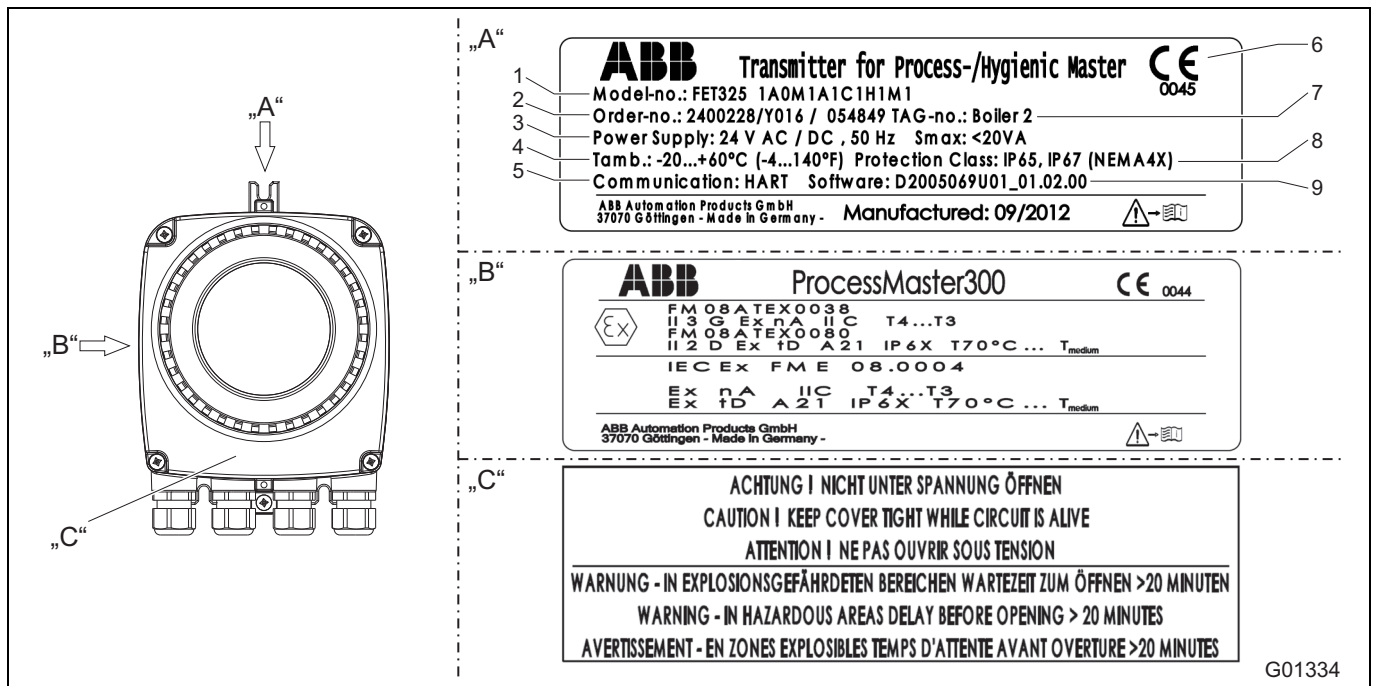 „A“
„B“
„C“
„A“
ABB Transmitter for Process-/Hygienic Master CE
0045
1 Model-no.: FET325 1A0M1A1C1H1M1 6
2 Order-no.: 2400228/Y016 / 054849 TAG-no.: Boiler 2 7
3 Power Supply: 24 V AC / DC , 50 Hz Smax: <20VA
4 Tamb.: -20...+60°C (-4...140°F) Protection Class: IP65, IP67 (NEMA4X) 8
5 Communication: HART Software: D2005069U01_01.02.00 9
ABB Automation Products GmbH
37070 Göttingen - Made in Germany - Manufactured: 09/2012
„B“
ABB ProcessMaster300 CE 0044
Ex
FM08ATEX0038
II 3 G Ex nA IIC T4...T3
FM08ATEX0080
II 2 D Ex tD A21 IP6X T70°C... Tmedium
IECEx FME 08.0004
Ex nA IIC T4...T3
Ex tD A21 IP6X T70°C... Tmedium
ABB Automation Products GmbH
37070 Göttingen - Made in Germany -
„C“
ACHTUNG ! NICHT UNTER SPANNUNG ÖFFNEN
CAUTION ! KEEP COVER TIGHT WHILE CIRCUIT IS ALIVE
ATTENTION ! NE PAS OUVRIR SOUS TENSION
WARNUNG - IN EXPLOSIONSGEFÄHRDETEN BEREICHEN WARTEZEIT ZUM ÖFFNEN >20 MINUTEN
WARNING - IN HAZARDOUS AREAS DELAY BEFORE OPENING > 20 MINUTES
AVERTISSEMENT - EN ZONES EXPLOSIBLES TEMPS D'ATTENTE AVANT OVERTURE >20 MINUTES
G01334